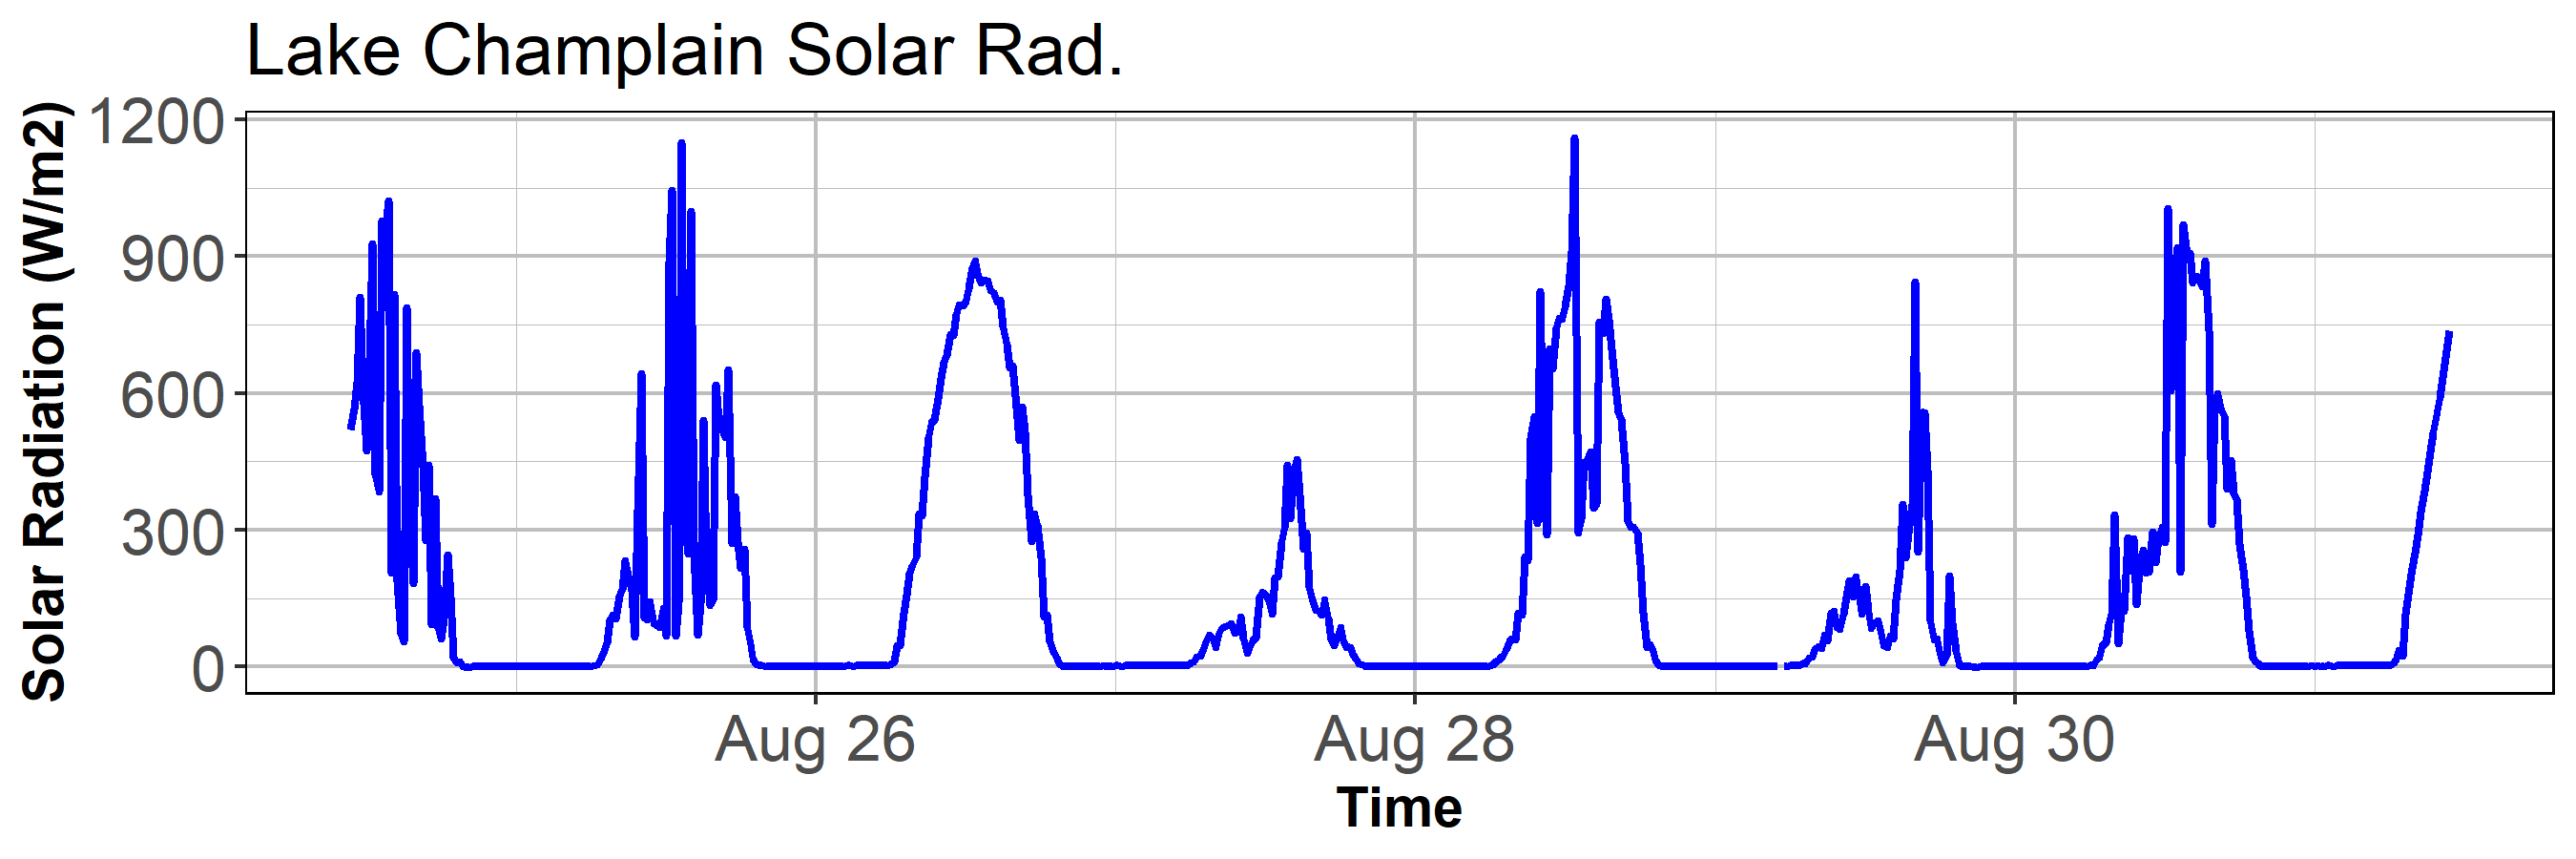 Lake Champlain Solar Rad.
Solar Radiation (W/m2)
1200
900
600
300
0
Aug 26 Aug 28 Aug 30
Time